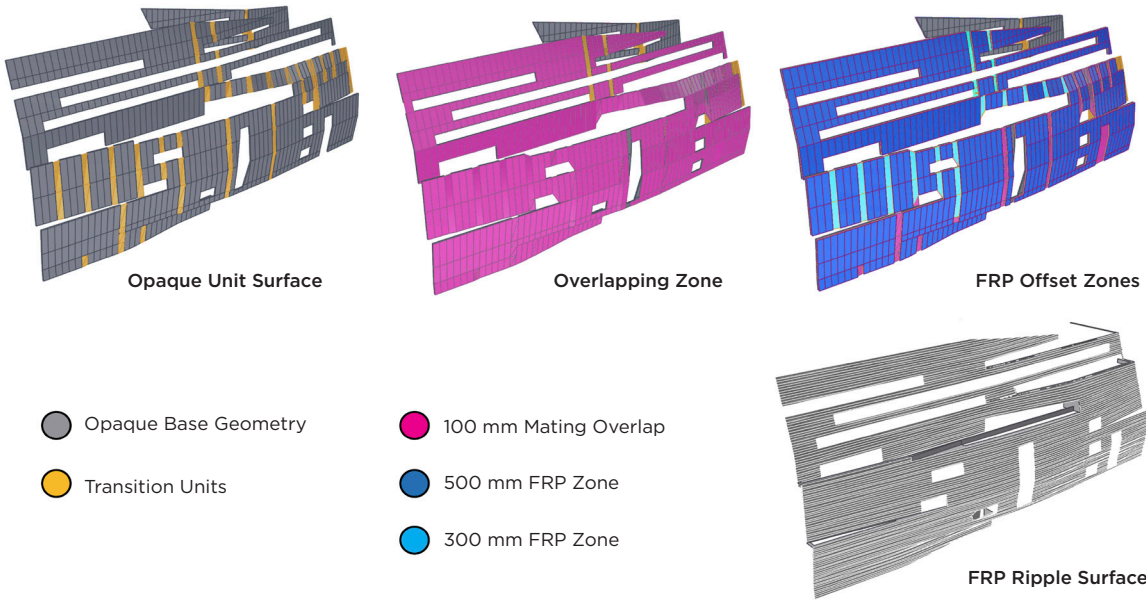 Opaque Unit Surface
Overlapping Zone
FRP Offset Zones
Opaque Base Geometry
Transition Units
100 mm Mating Overlap
500 mm FRP Zone
300 mm FRP Zone
FRP Ripple Surface